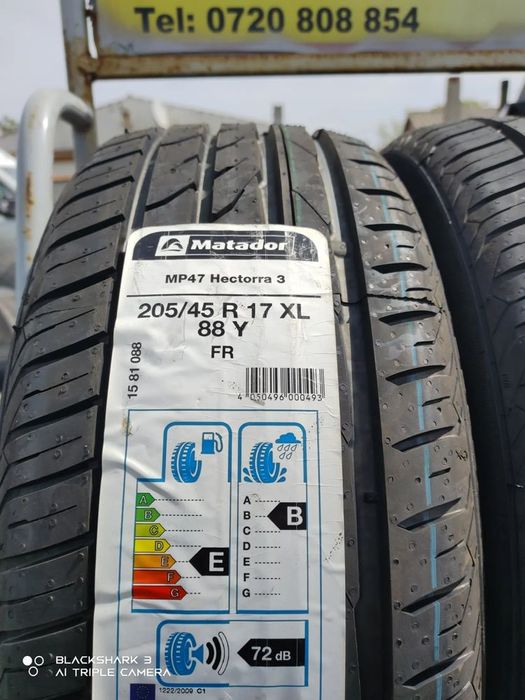 Tel: 0720 808 854
Matador
MP47 Hectorra 3
205/45 R 17 XL
88 Y
FR
15 81 088
4 050496 000493
A
B
C
D
E
F
G
E
A
B
C
D
E
F
G
B
72 dB
1222/2009 C1
BLACKSHARK 3
AI TRIPLE CAMERA